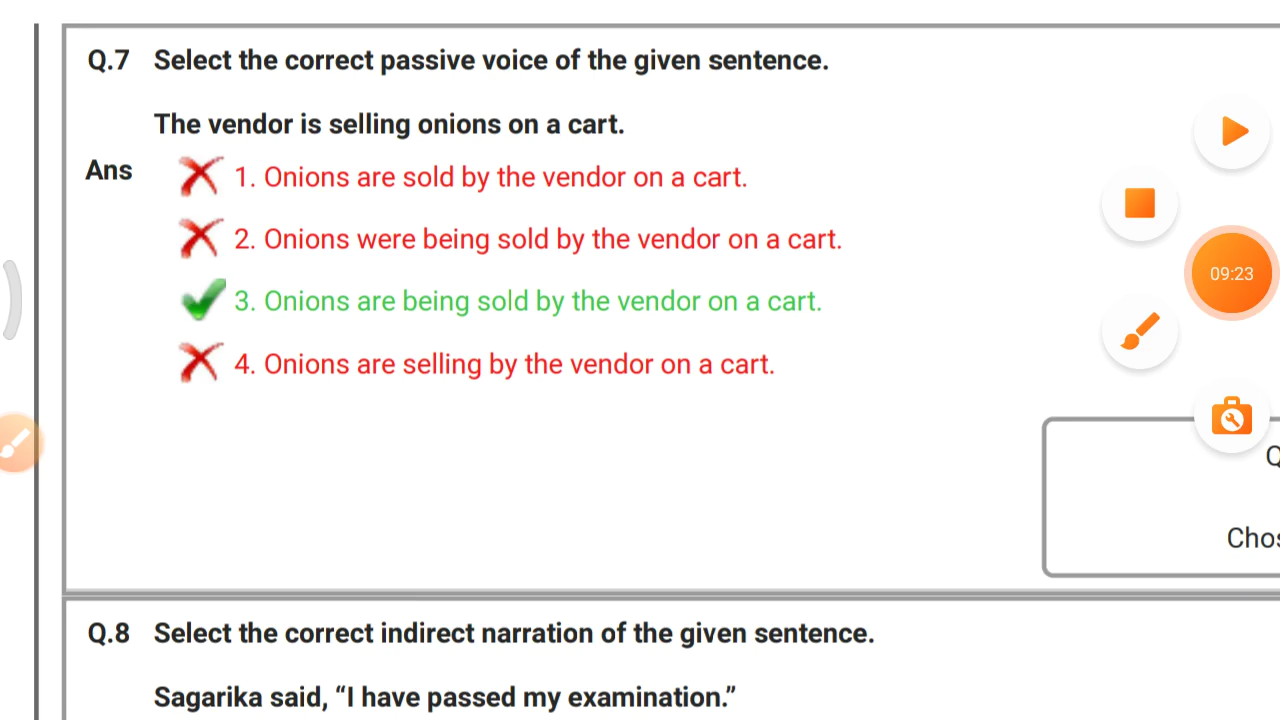 Q.7 Select the correct passive voice of the given sentence.
The vendor is selling onions on a cart.
Ans
1. Onions are sold by the vendor on a cart.
2. Onions were being sold by the vendor on a cart.
09:23
3. Onions are being sold by the vendor on a cart.
4. Onions are selling by the vendor on a cart.
Q
Chos
Q.8 Select the correct indirect narration of the given sentence.
Sagarika said, “I have passed my examination.”